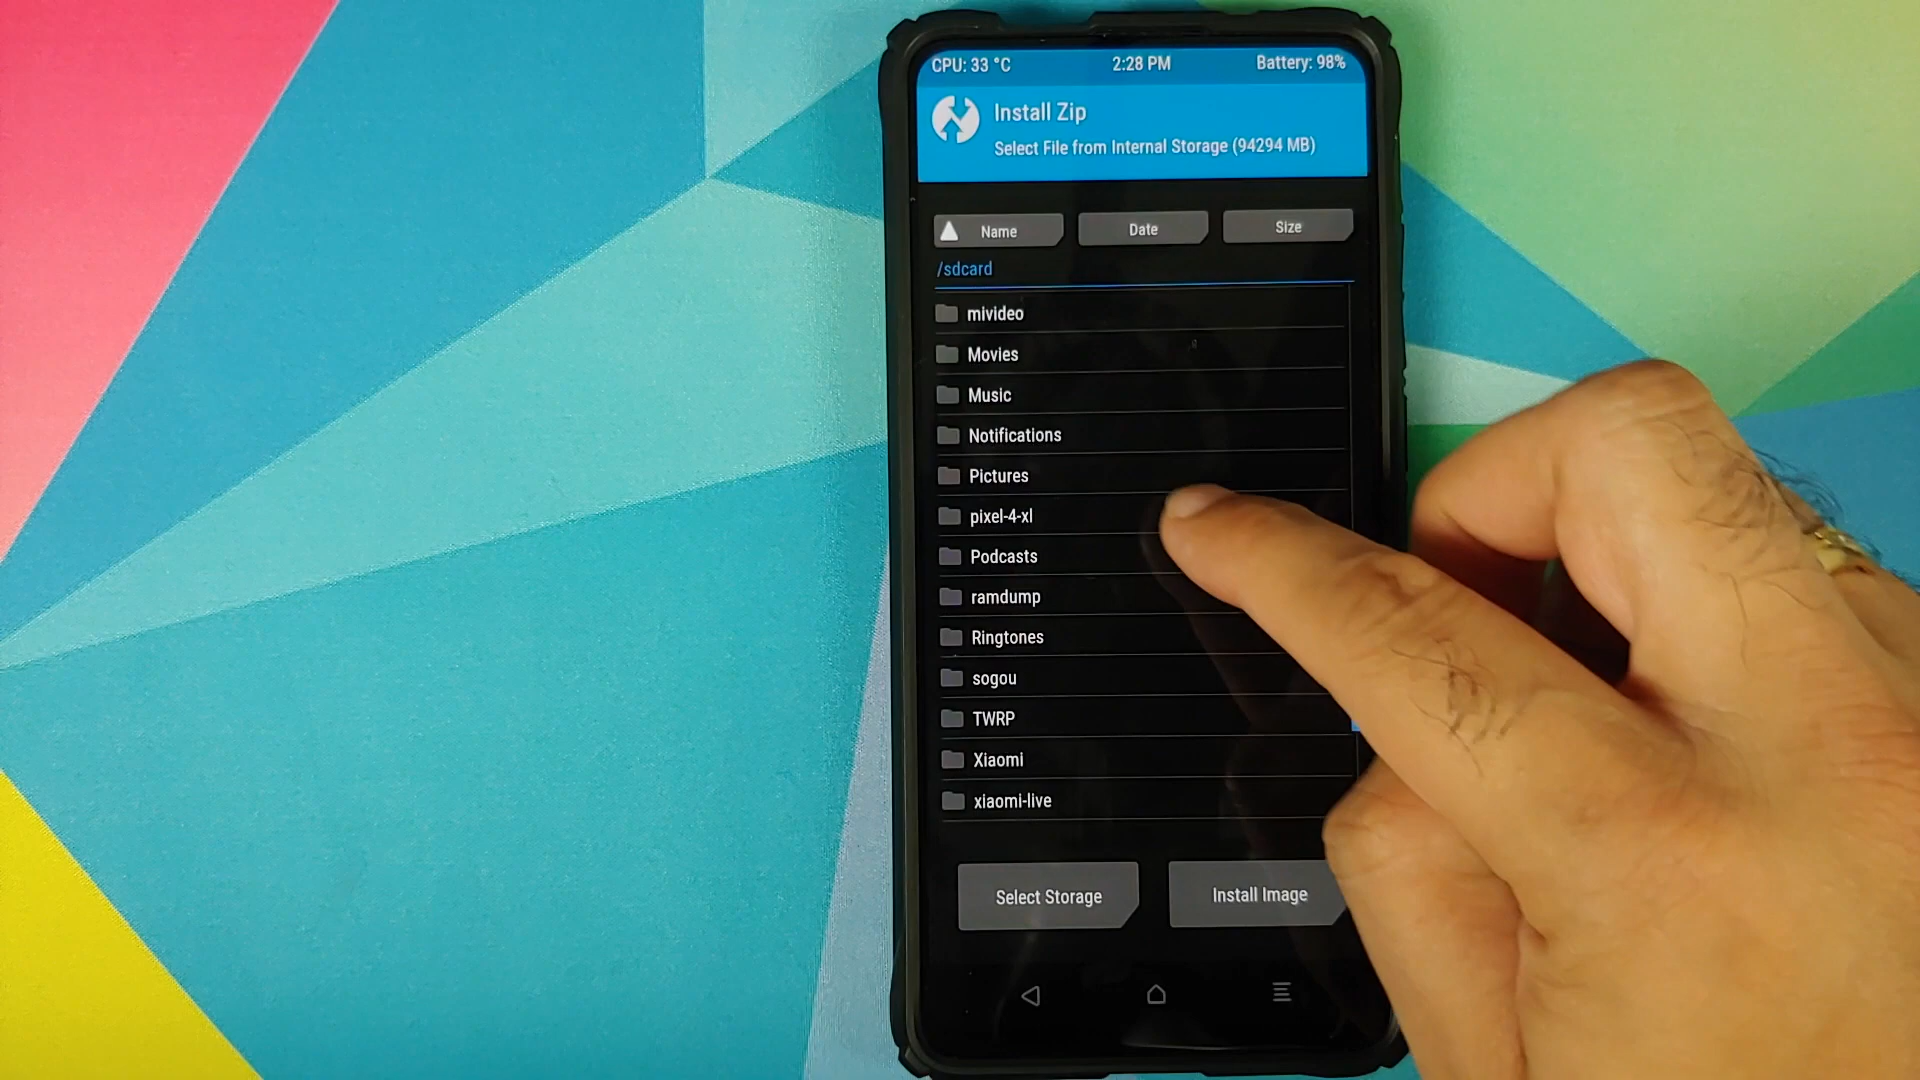 CPU: 33 °C 2:28 PM Battery: 98%
Install Zip
Select File from Internal Storage (94294 MB)
Name Date Size
/sdcard
mivideo
Movies
Music
Notifications
Pictures
pixel-4-xl
Podcasts
ramdump
Ringtones
sogou
TWRP
Xiaomi
xiaomi-live
Select Storage Install Image